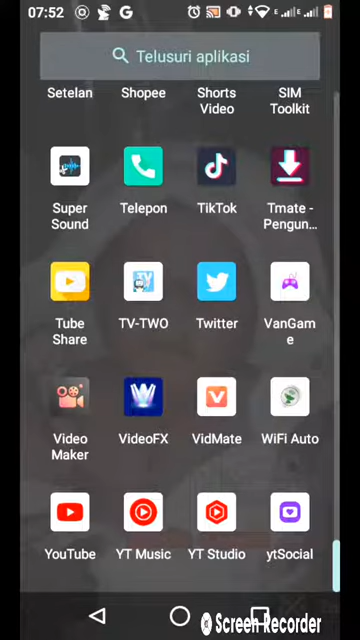 07:52
Telusuri aplikasi
Setelan
Shopee
Shorts
Video
SIM
Toolkit
Super
Sound
Telepon
TikTok
Tmate -
Pengun...
Tube
Share
TV-TWO
Twitter
VanGam
e
Video
Maker
VideoFX
VidMate
WiFi Auto
YouTube
YT Music
YT Studio
ytSocial
Screen Recorder